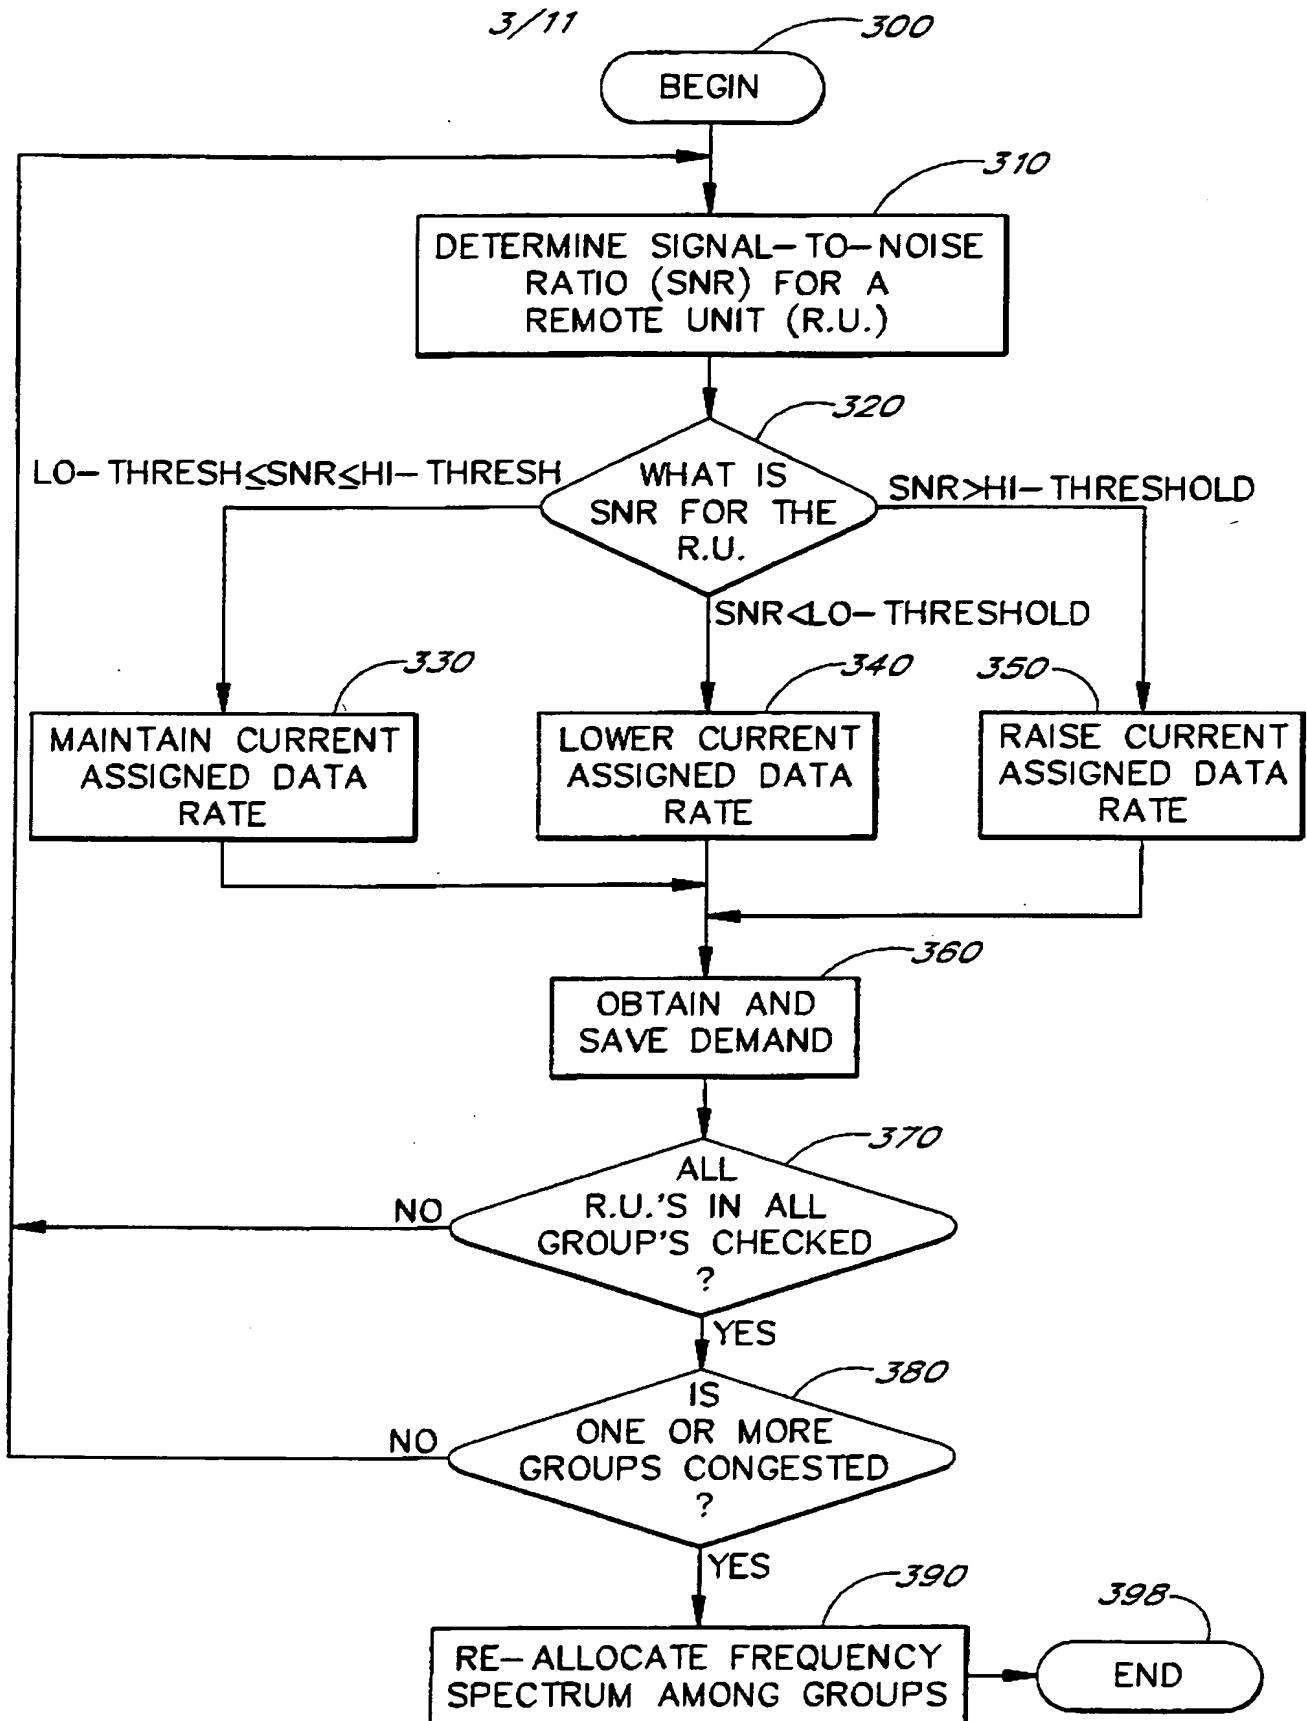 3/11
300
BEGIN
310
DETERMINE SIGNAL-TO-NOISE
RATIO (SNR) FOR A
REMOTE UNIT (R.U.)
320
LO-THRESH≤SNR≤HI-THRESH
WHAT IS
SNR FOR THE
R.U.
SNR>HI-THRESHOLD
SNR<LO-THRESHOLD
330
340
350
MAINTAIN CURRENT
ASSIGNED DATA
RATE
LOWER CURRENT
ASSIGNED DATA
RATE
RAISE CURRENT
ASSIGNED DATA
RATE
360
OBTAIN AND
SAVE DEMAND
370
ALL
R.U.'S IN ALL
GROUP'S CHECKED
?
NO
YES
380
IS
ONE OR MORE
GROUPS CONGESTED
?
NO
YES
390
RE-ALLOCATE FREQUENCY
SPECTRUM AMONG GROUPS
398
END